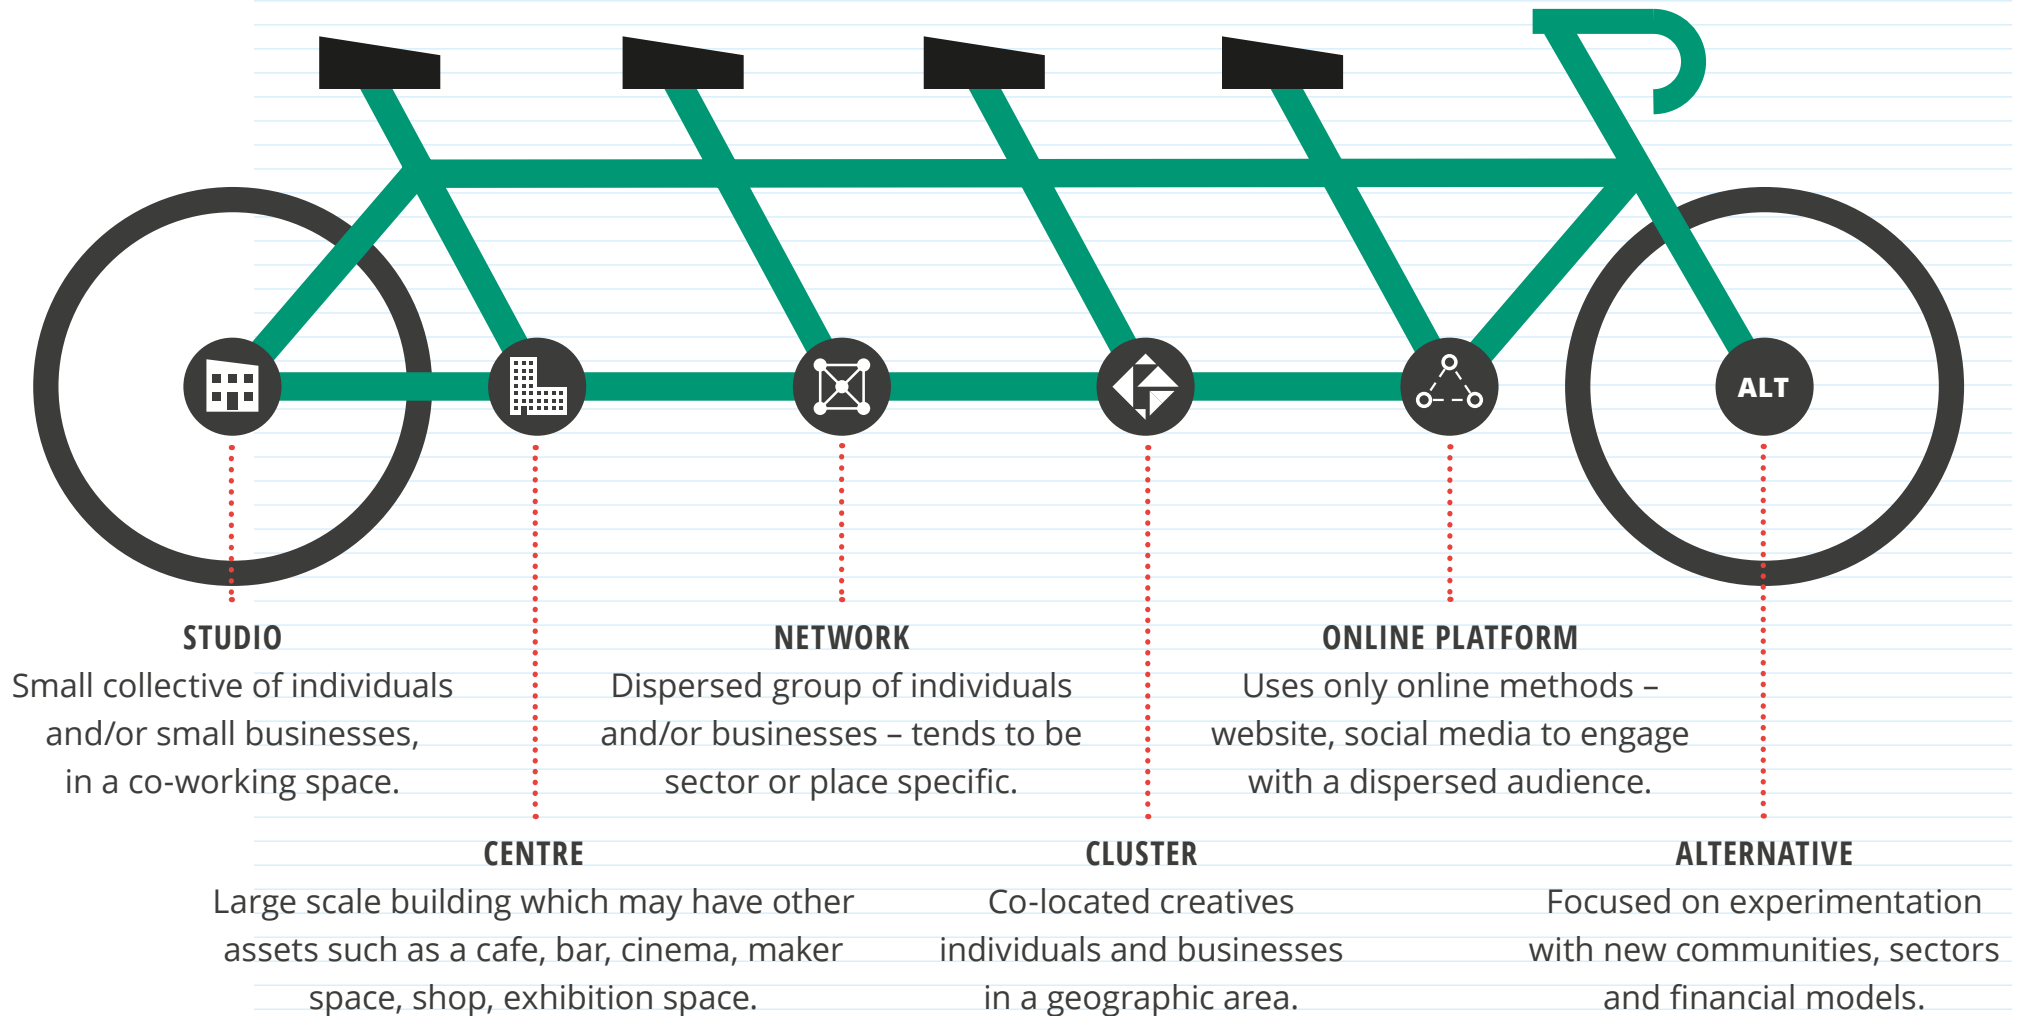 ALT
STUDIO
Small collective of individuals
and/or small businesses,
in a co-working space.
NETWORK
Dispersed group of individuals
and/or businesses – tends to be
sector or place specific.
ONLINE PLATFORM
Uses only online methods –
website, social media to engage
with a dispersed audience.
CENTRE
Large scale building which may have other
assets such as a cafe, bar, cinema, maker
space, shop, exhibition space.
CLUSTER
Co-located creatives
individuals and businesses
in a geographic area.
ALTERNATIVE
Focused on experimentation
with new communities, sectors
and financial models.